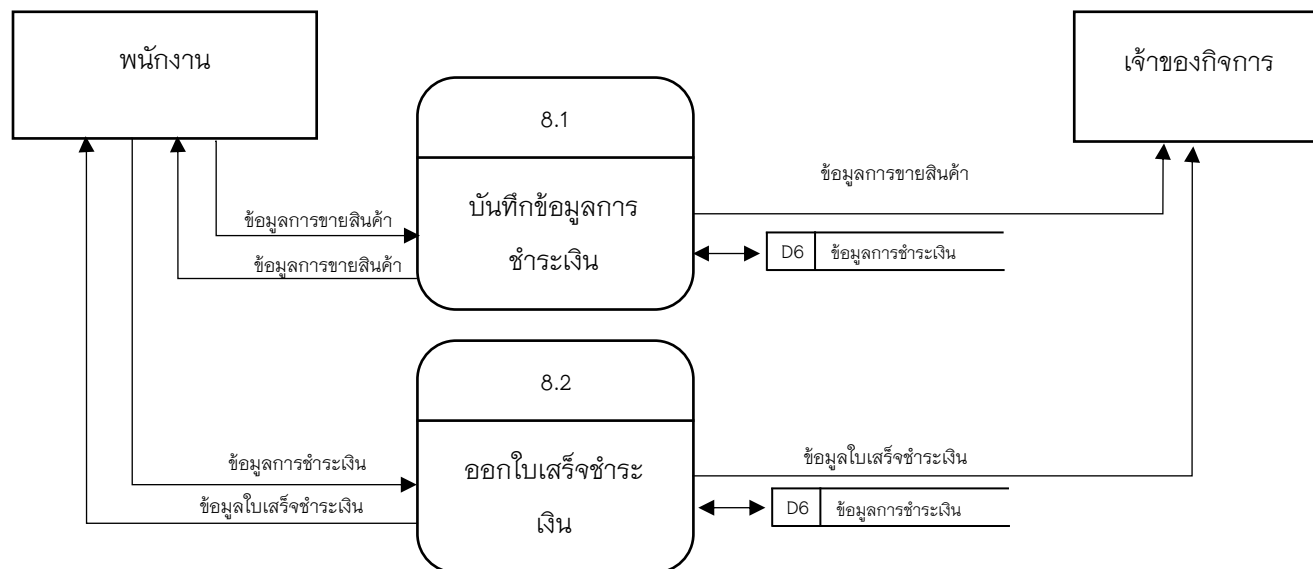 พนักงาน
เจ้าของกิจการ
8.1
บันทึกข้อมูลการ
ชำระเงิน
ข้อมูลการขายสินค้า
ข้อมูลการขายสินค้า
ข้อมูลการขายสินค้า
D6 ข้อมูลการชำระเงิน
8.2
ออกใบเสร็จชำระ
เงิน
ข้อมูลการชำระเงิน
ข้อมูลใบเสร็จชำระเงิน
ข้อมูลใบเสร็จชำระเงิน
D6 ข้อมูลการชำระเงิน